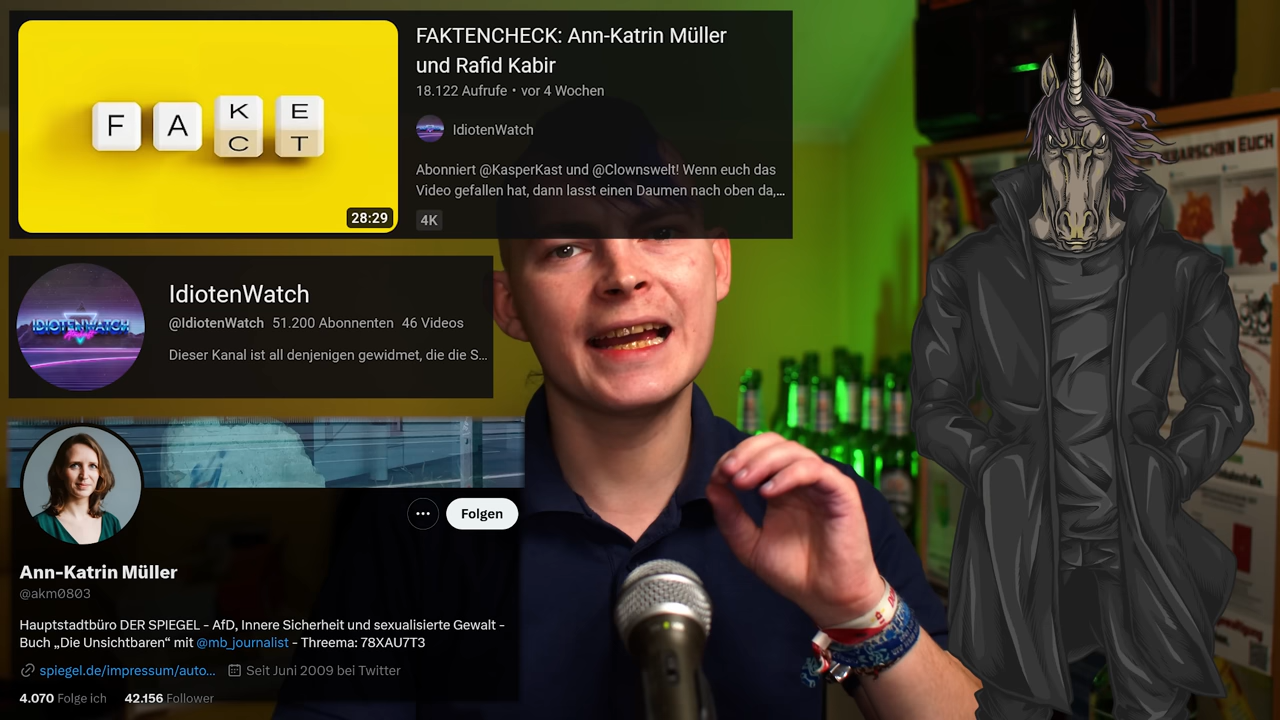 FAKTENCHECK: Ann-Katrin Müller
und Rafid Kabir
18.122 Aufrufe • vor 4 Wochen
IdiotenWatch
Abonniert @KasperKast und @Clownswelt! Wenn euch das
Video gefallen hat, dann lasst einen Daumen nach oben da,...
4K
F A K E
C T
28:29
IDIOTENWATCH
IdiotenWatch
@IdiotenWatch 51.200 Abonnenten 46 Videos
Dieser Kanal ist all denjenigen gewidmet, die die S...
Folgen
Ann-Katrin Müller
@akm0803
Hauptstadtbüro DER SPIEGEL - AfD, Innere Sicherheit und sexualisierte Gewalt -
Buch „Die Unsichtbaren“ mit @mb_journalist - Threema: 78XAU7T3
spiegel.de/impressum/auto... Seit Juni 2009 bei Twitter
4.070 Folge ich 42.156 Follower
EUCH